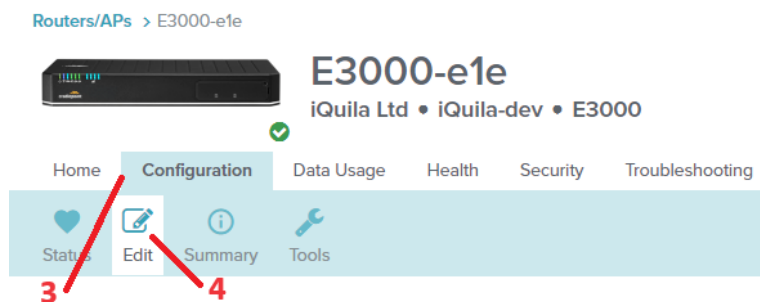 Routers/APs > E3000-e1e
E3000-e1e
iQuila Ltd • iQuila-dev • E3000
Home Configuration Data Usage Health Security Troubleshooting
Status Edit Summary Tools
3 4